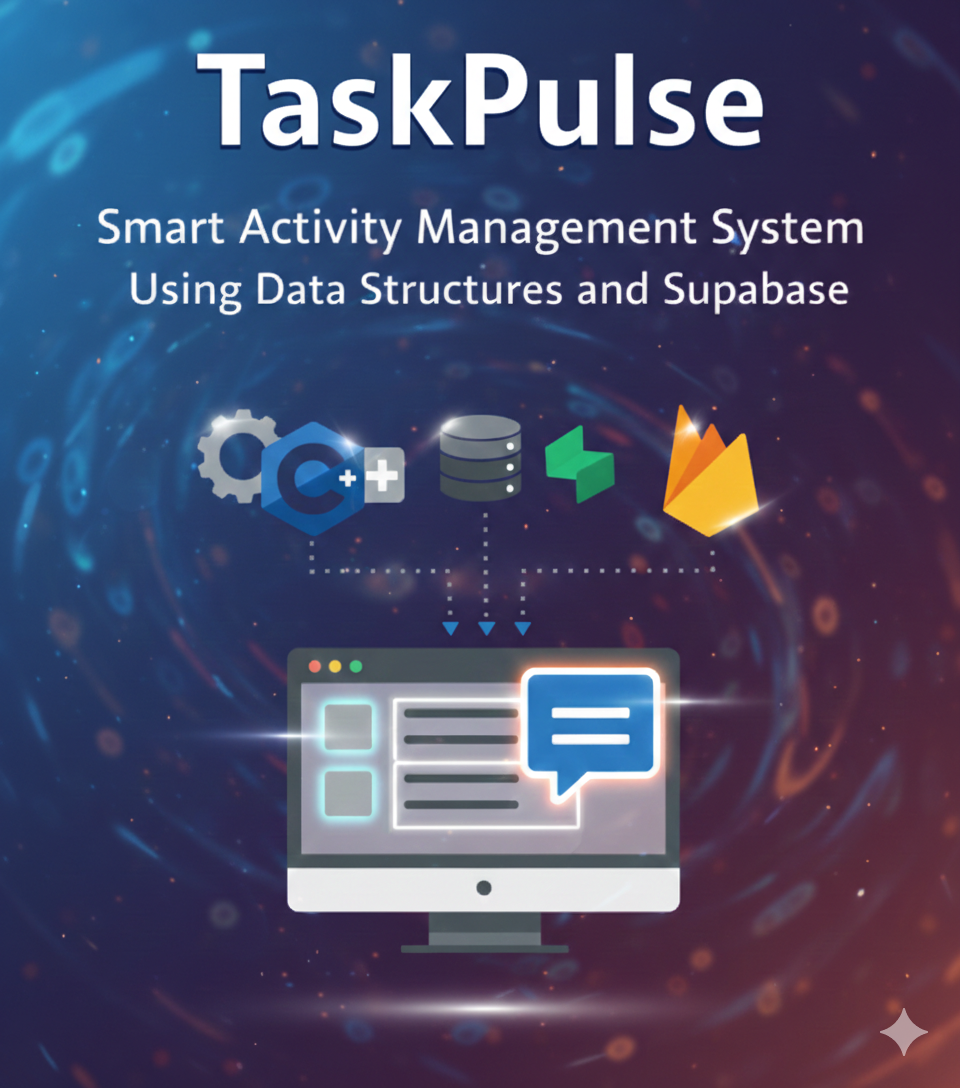 TaskPulse
Smart Activity Management System
Using Data Structures and Supabase
C++